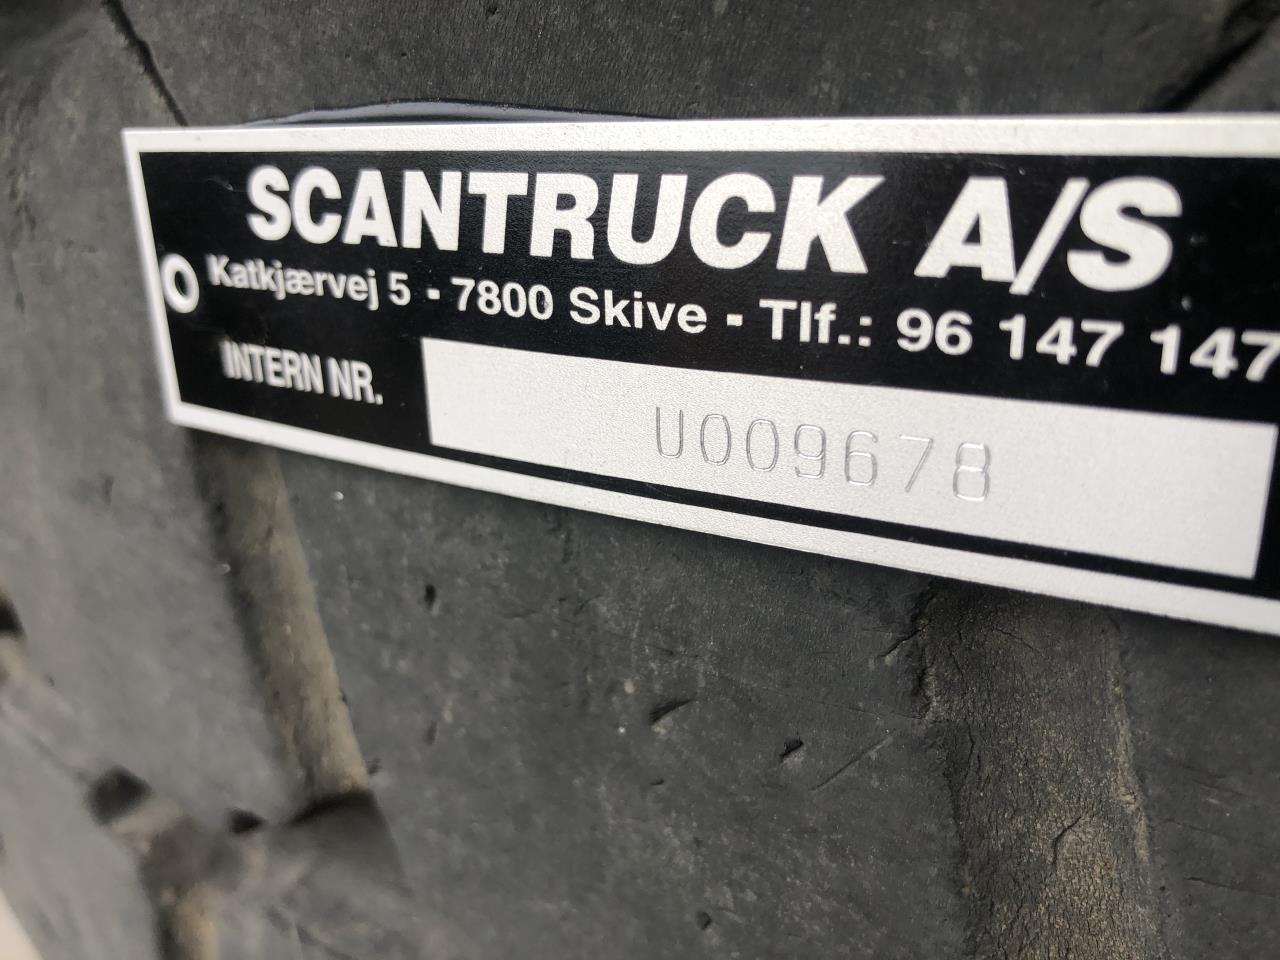 SCANTRUCK A/S
Katkjærvej 5 - 7800 Skive - Tlf.: 96 147 147
INTERN NR.
U009678